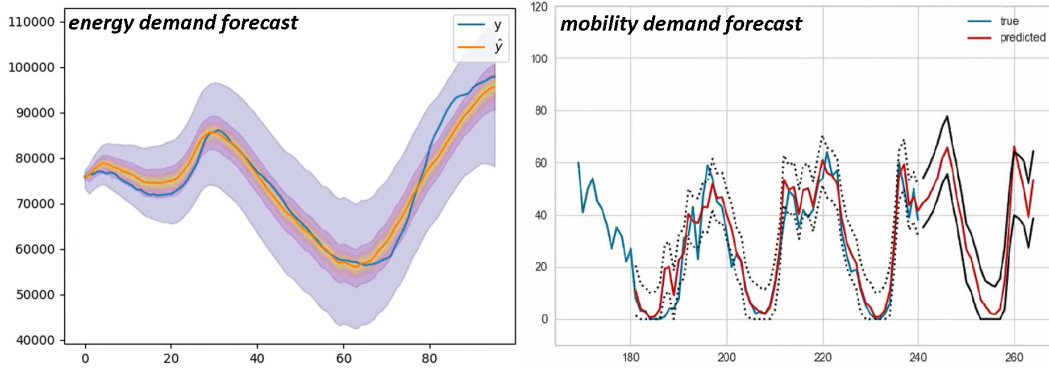 energy demand forecast
110000
100000
90000
80000
70000
60000
50000
40000
0 20 40 60 80
y
ŷ
mobility demand forecast
120
100
80
60
40
20
0
180 200 220 240 260
true
predicted